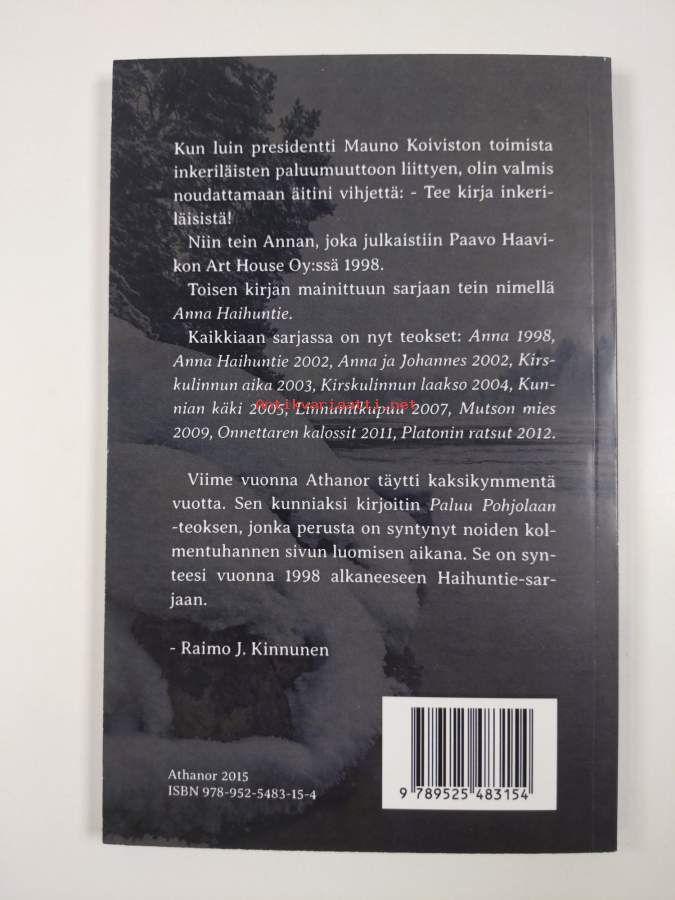 Kun luin presidentti Mauno Koiviston toimista
inkeriläisten paluumuuttoon liittyen, olin valmis
noudattamaan äitini vihjettä: - Tee kirja inkeri-
läisistä!
Niin tein Annan, joka julkaistiin Paavo Haavi-
kon Art House Oy:ssä 1998.
Toisen kirjan mainittuun sarjaan tein nimellä
Anna Haihuntie.
Kaikkiaan sarjassa on nyt teokset: Anna 1998,
Anna Haihuntie 2002, Anna ja Johannes 2002, Kirs-
kulinnun aika 2003, Kirskulinnun laakso 2004, Kun-
nian käki 2005, Linnunitkupuu 2007, Mutson mies
Antikvariaatti.net
2009, Onnettaren kalossit 2011, Platonin ratsut 2012.
Viime vuonna Athanor täytti kaksikymmentä
vuotta. Sen kunniaksi kirjoitin Paluu Pohjolaan
-teoksen, jonka perusta on syntynyt noiden kol-
mentuhannen sivun luomisen aikana. Se on syn-
teesi vuonna 1998 alkaneeseen Haihuntie-sar-
jaan.
- Raimo J. Kinnunen
Athanor 2015
ISBN 978-952-5483-15-4
9 789525 483154